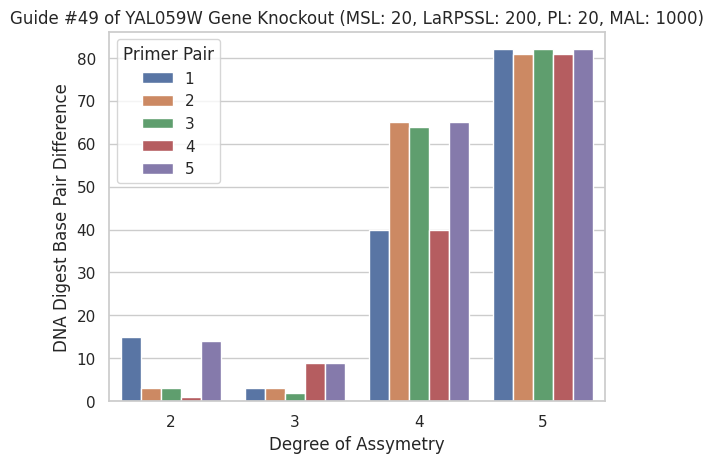 Guide #49 of YAL059W Gene Knockout (MSL: 20, LaRPSSL: 200, PL: 20, MAL: 1000)
Primer Pair
1
2
3
4
5
DNA Digest Base Pair Difference
80
70
60
50
40
30
20
10
0
2 3 4 5
Degree of Assymetry